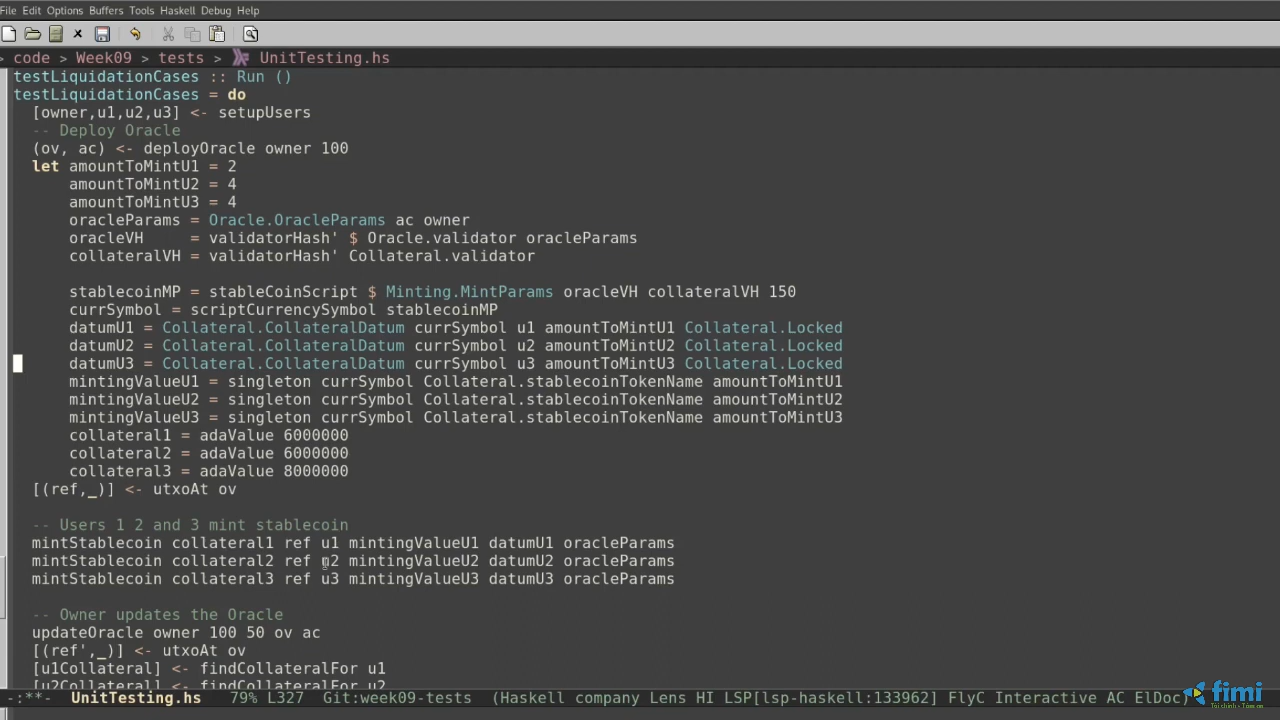 File Edit Options Buffers Tools Haskell Debug Help
> code > Week09 > tests > UnitTesting.hs
testLiquidationCases :: Run ()
testLiquidationCases = do
  [owner,u1,u2,u3] <- setupUsers
  -- Deploy Oracle
  (ov, ac) <- deployOracle owner 100
  let amountToMintU1 = 2
      amountToMintU2 = 4
      amountToMintU3 = 4
      oracleParams = Oracle.OracleParams ac owner
      oracleVH     = validatorHash' $ Oracle.validator oracleParams
      collateralVH = validatorHash' Collateral.validator
      stablecoinMP = stableCoinScript $ Minting.MintParams oracleVH collateralVH 150
      currSymbol = scriptCurrencySymbol stablecoinMP
      datumU1 = Collateral.CollateralDatum currSymbol u1 amountToMintU1 Collateral.Locked
      datumU2 = Collateral.CollateralDatum currSymbol u2 amountToMintU2 Collateral.Locked
      datumU3 = Collateral.CollateralDatum currSymbol u3 amountToMintU3 Collateral.Locked
      mintingValueU1 = singleton currSymbol Collateral.stablecoinTokenName amountToMintU1
      mintingValueU2 = singleton currSymbol Collateral.stablecoinTokenName amountToMintU2
      mintingValueU3 = singleton currSymbol Collateral.stablecoinTokenName amountToMintU3
      collateral1 = adaValue 6000000
      collateral2 = adaValue 6000000
      collateral3 = adaValue 8000000
  [(ref,_)] <- utxoAt ov
  -- Users 1 2 and 3 mint stablecoin
  mintStablecoin collateral1 ref u1 mintingValueU1 datumU1 oracleParams
  mintStablecoin collateral2 ref u2 mintingValueU2 datumU2 oracleParams
  mintStablecoin collateral3 ref u3 mintingValueU3 datumU3 oracleParams
  -- Owner updates the Oracle
  updateOracle owner 100 50 ov ac
  [(ref',_)] <- utxoAt ov
  [u1Collateral] <- findCollateralFor u1
  [u2Collateral] <- findCollateralFor u2
-:**-  UnitTesting.hs   79% L327  Git:week09-tests  (Haskell company Lens HI LSP[lsp-haskell:133962] FlyC Interactive AC ElDoc)
fimi